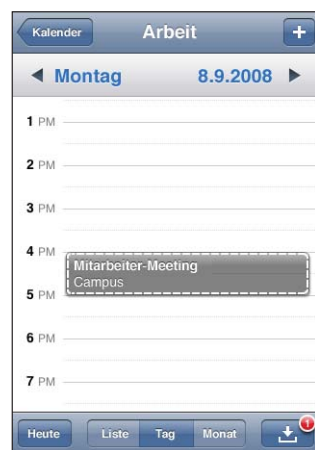 Kalender Arbeit +
Montag 8.9.2008
1 PM
2 PM
3 PM
4 PM
Mitarbeiter-Meeting
Campus
5 PM
6 PM
7 PM
Heute Liste Tag Monat 1